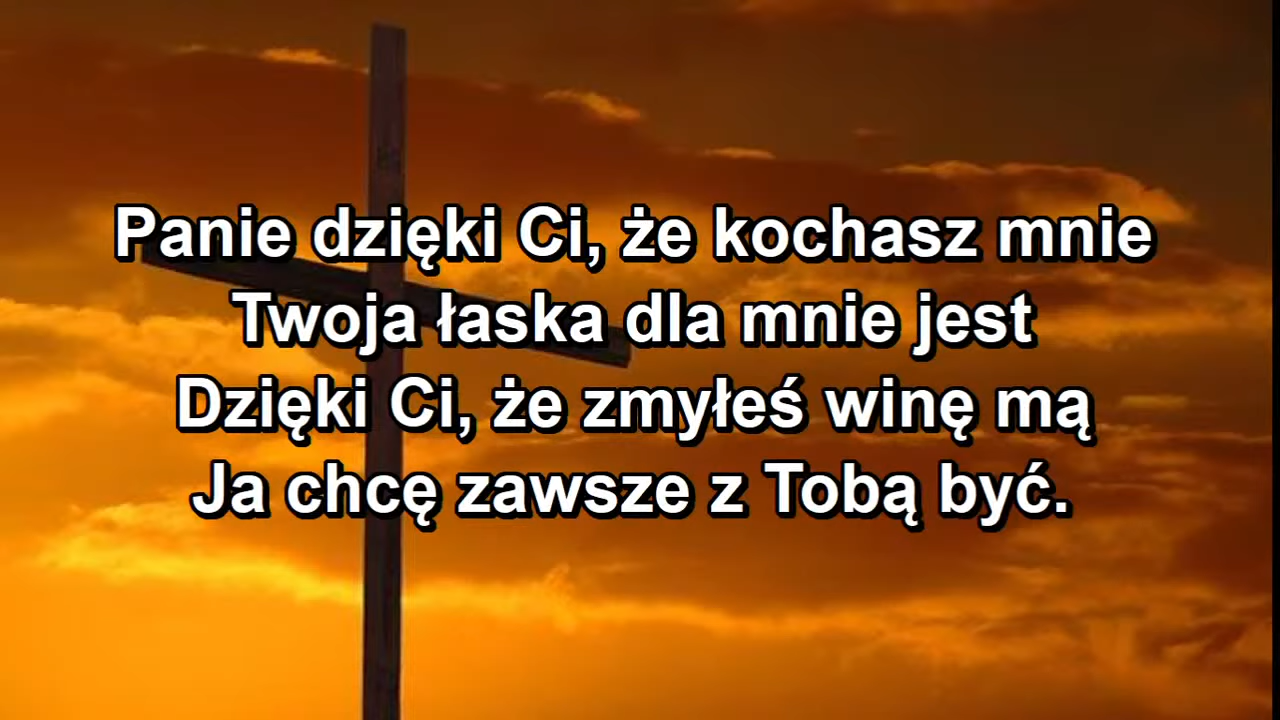 Panie dzięki Ci, że kochasz mnie
Twoja łaska dla mnie jest
Dzięki Ci, że zmyłeś winę mą
Ja chcę zawsze z Tobą być.